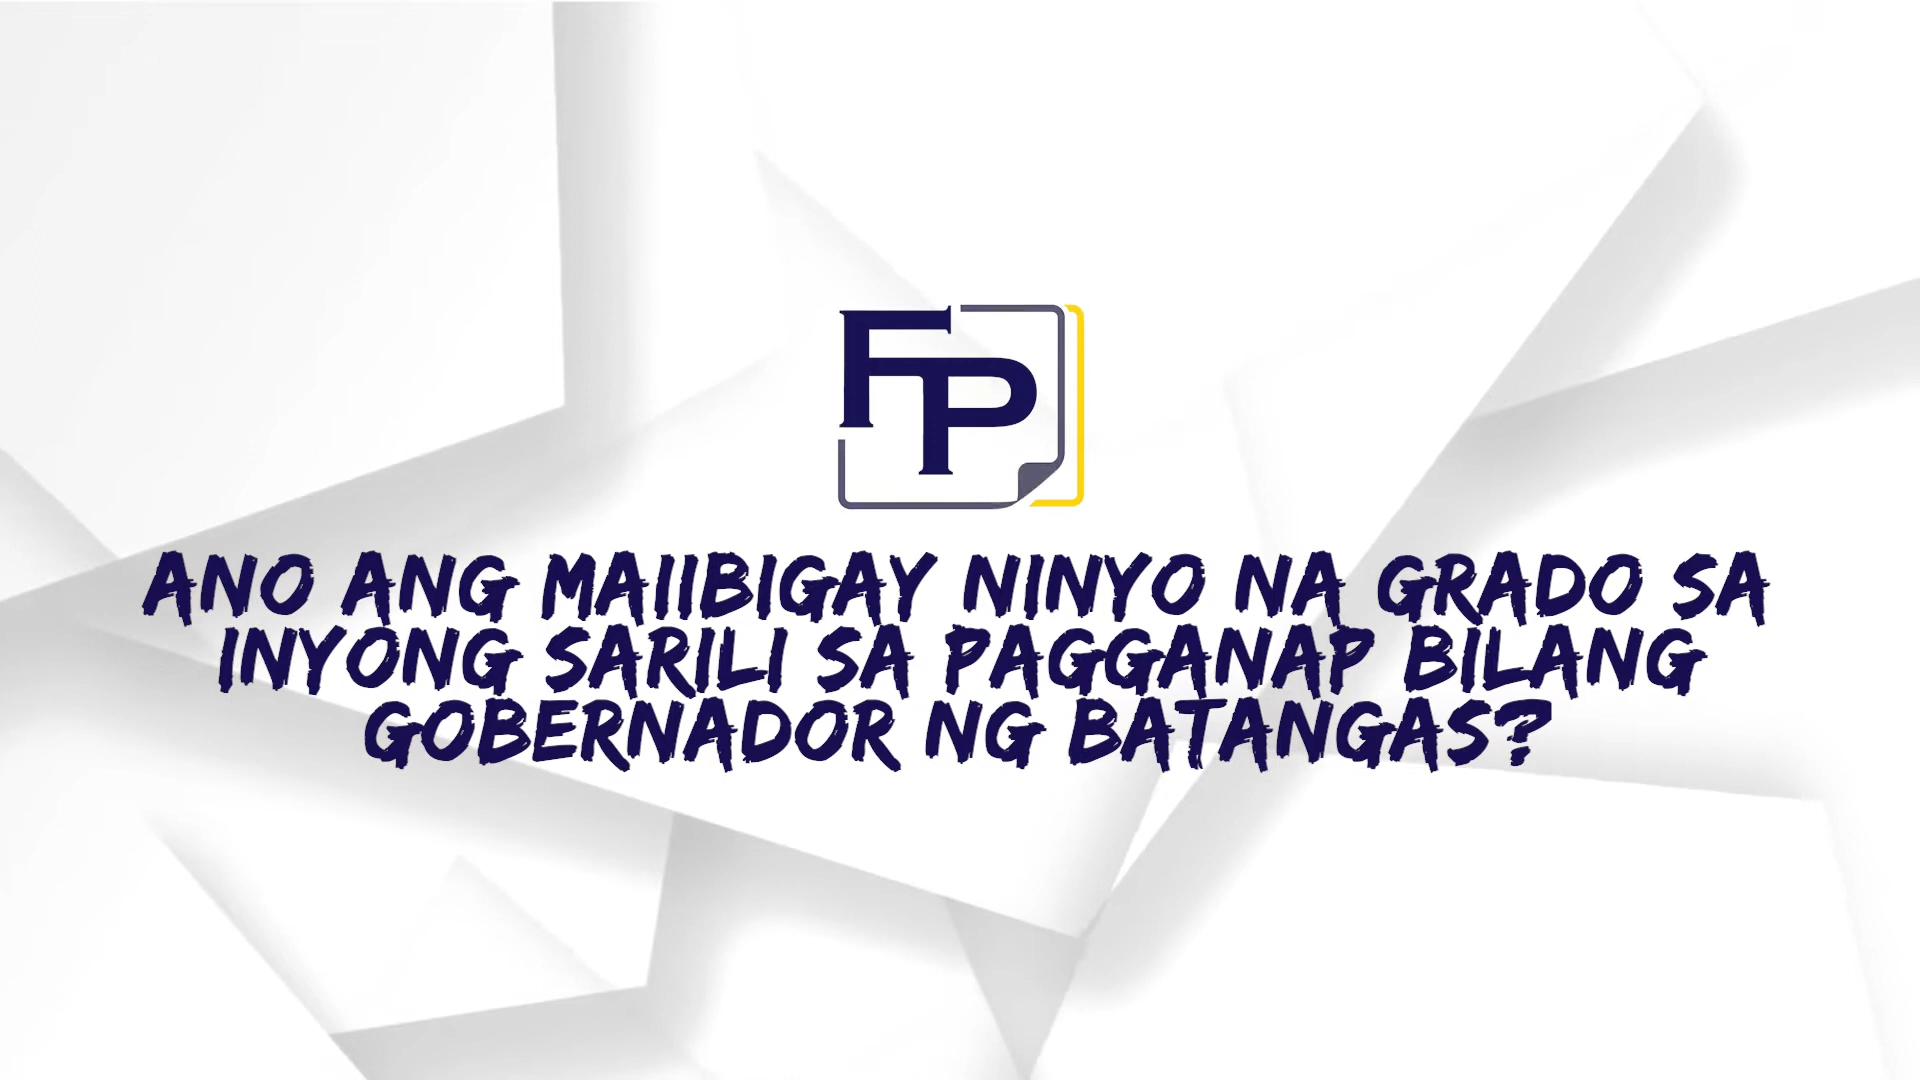 FP
ANO ANG MAIIBIGAY NINYO NA GRADO SA
INYONG SARILI SA PAGGANAP BILANG
GOBERNADOR NG BATANGAS?